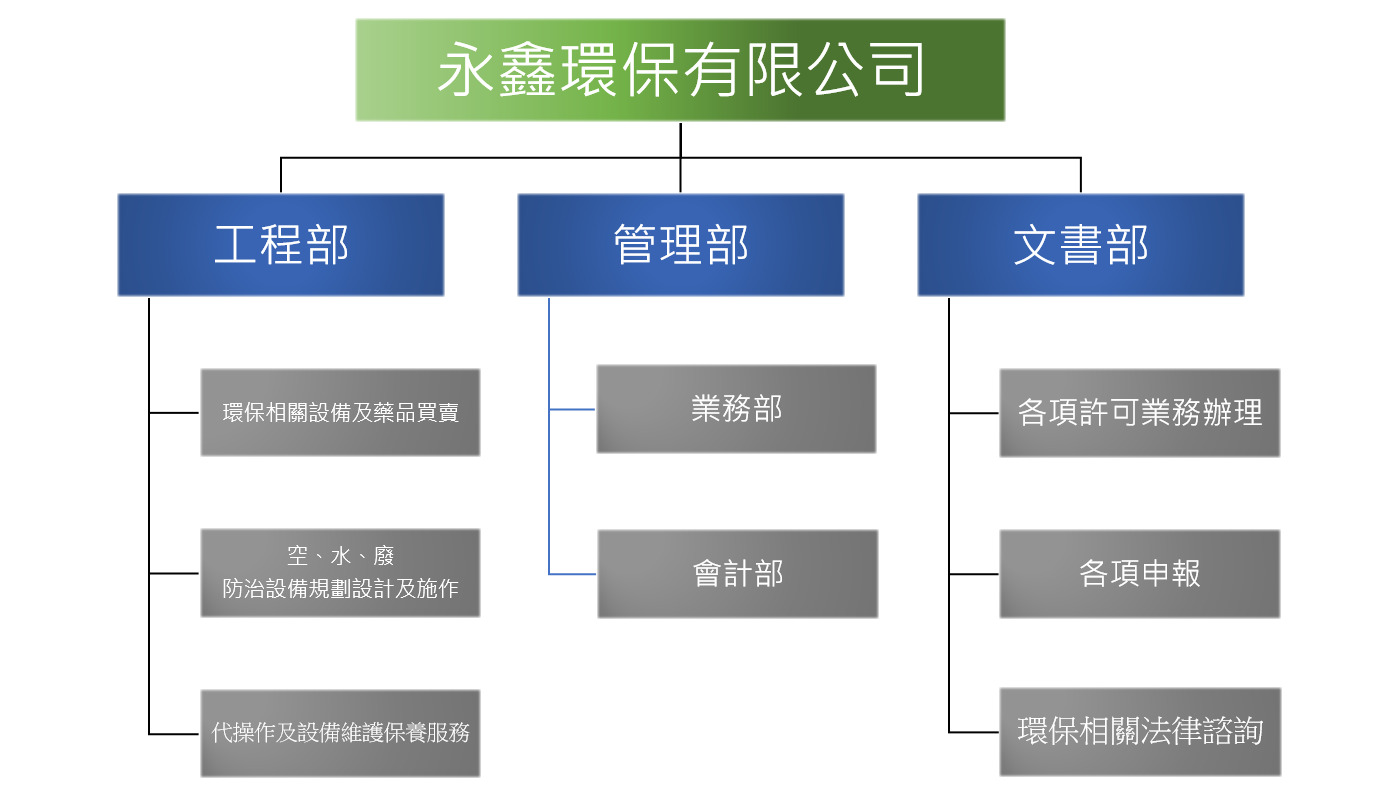 永鑫環保有限公司
工程部
管理部
文書部
環保相關設備及藥品買賣
空、水、廢
防治設備規劃設計及施作
代操作及設備維護保養服務
業務部
會計部
各項許可業務辦理
各項申報
環保相關法律諮詢